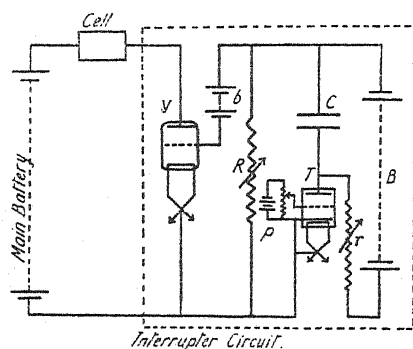 Cell
Main Battery
V
b
R
C
T
P
r
B
Interrupter Circuit.